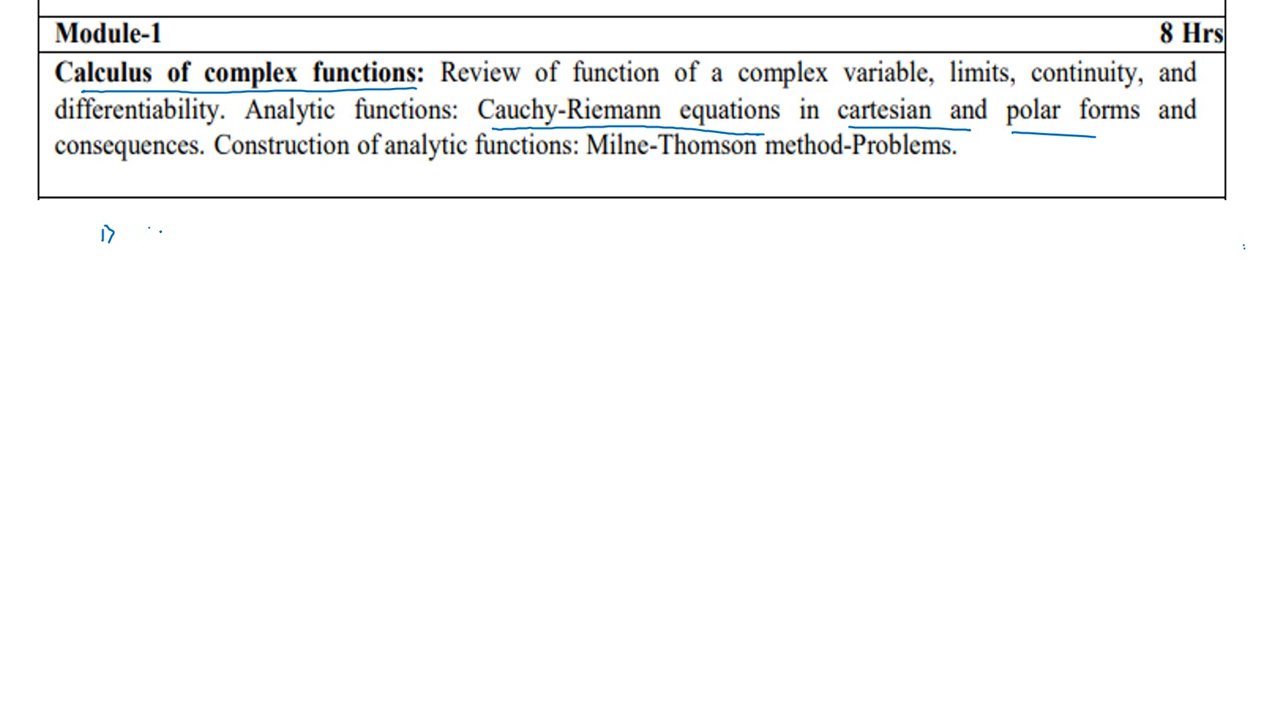 Module-1 8 Hrs
Calculus of complex functions: Review of function of a complex variable, limits, continuity, and
differentiability. Analytic functions: Cauchy-Riemann equations in cartesian and polar forms and
consequences. Construction of analytic functions: Milne-Thomson method-Problems.
1)